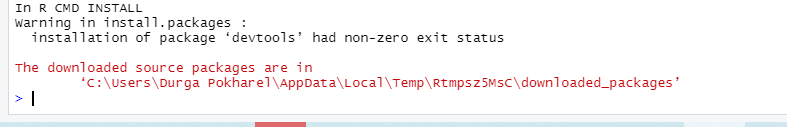 In R CMD INSTALL
Warning in install.packages :
  installation of package ‘devtools’ had non-zero exit status
The downloaded source packages are in
        ‘C:\Users\Durga Pokharel\AppData\Local\Temp\Rtmpsz5MsC\downloaded_packages’
>